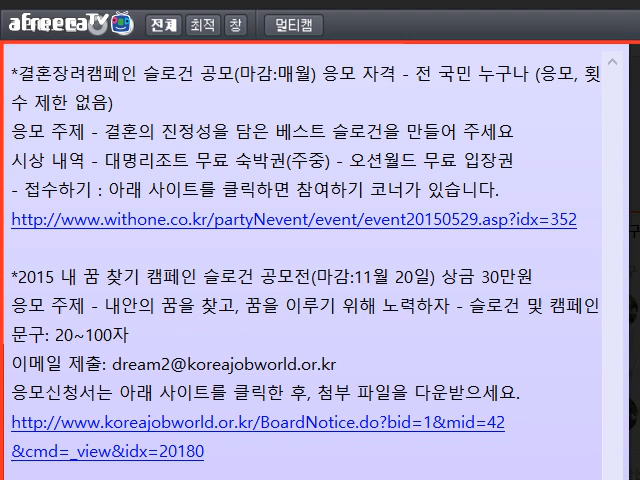 afreecaTV 전체 최적 창 멀티캠
*결혼장려캠페인 슬로건 공모(마감:매월) 응모 자격 - 전 국민 누구나 (응모, 횟
수 제한 없음)
응모 주제 - 결혼의 진정성을 담은 베스트 슬로건을 만들어 주세요
시상 내역 - 대명리조트 무료 숙박권(주중) - 오션월드 무료 입장권
- 접수하기 : 아래 사이트를 클릭하면 참여하기 코너가 있습니다.
http://www.withone.co.kr/partyNevent/event/event20150529.asp?idx=352
*2015 내 꿈 찾기 캠페인 슬로건 공모전(마감:11월 20일) 상금 30만원
응모 주제 - 내안의 꿈을 찾고, 꿈을 이루기 위해 노력하자 - 슬로건 및 캠페인
문구: 20~100자
이메일 제출: dream2@koreajobworld.or.kr
응모신청서는 아래 사이트를 클릭한 후, 첨부 파일을 다운받으세요.
http://www.koreajobworld.or.kr/BoardNotice.do?bid=1&mid=42
&cmd=_view&idx=20180